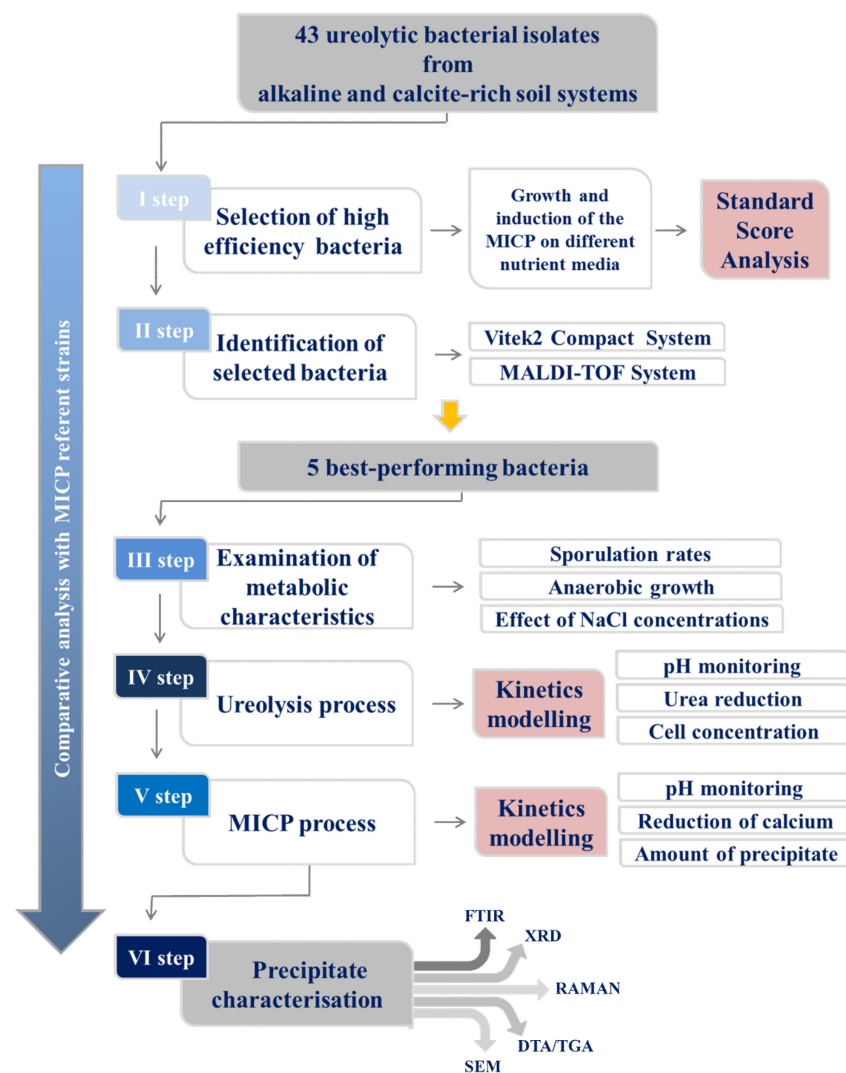 43 ureolytic bacterial isolates
from
alkaline and calcite-rich soil systems
Comparative analysis with MICP referent strains
I step
Selection of high
efficiency bacteria
Growth and
induction of the
MICP on different
nutrient media
Standard
Score
Analysis
II step
Identification of
selected bacteria
Vitek2 Compact System
MALDI-TOF System
5 best-performing bacteria
III step
Examination of
metabolic
characteristics
Sporulation rates
Anaerobic growth
Effect of NaCl concentrations
IV step
Ureolysis process
Kinetics
modelling
pH monitoring
Urea reduction
Cell concentration
V step
MICP process
Kinetics
modelling
pH monitoring
Reduction of calcium
Amount of precipitate
VI step
Precipitate
characterisation
FTIR
XRD
RAMAN
DTA/TGA
SEM